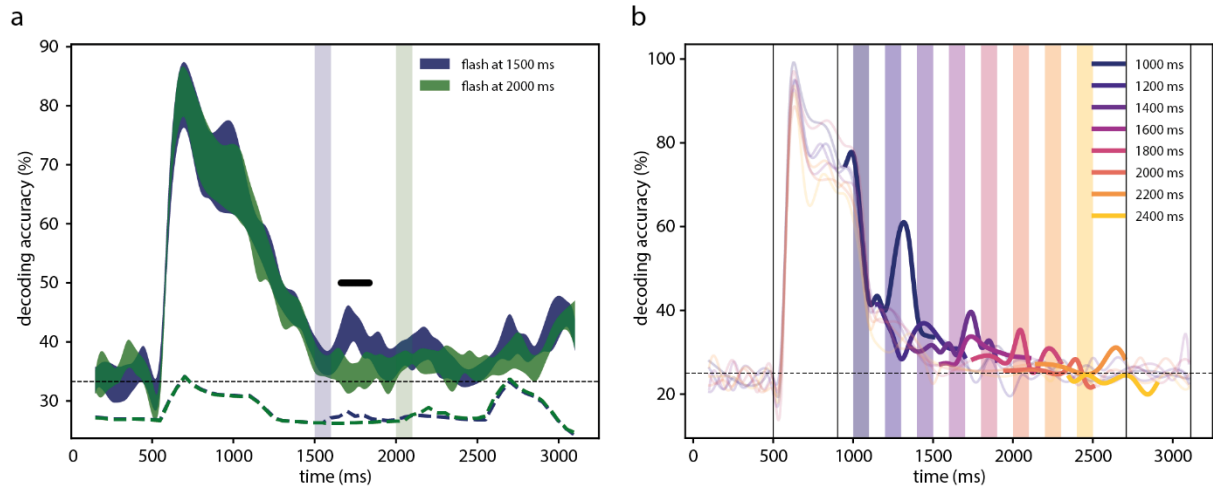 a
90
80
70
60
50
40
30
decoding accuracy (%)
flash at 1500 ms
flash at 2000 ms
0
500
1000
1500
2000
2500
3000
time (ms)
b
100
80
60
40
20
decoding accuracy (%)
1000 ms
1200 ms
1400 ms
1600 ms
1800 ms
2000 ms
2200 ms
2400 ms
0
500
1000
1500
2000
2500
3000
time (ms)